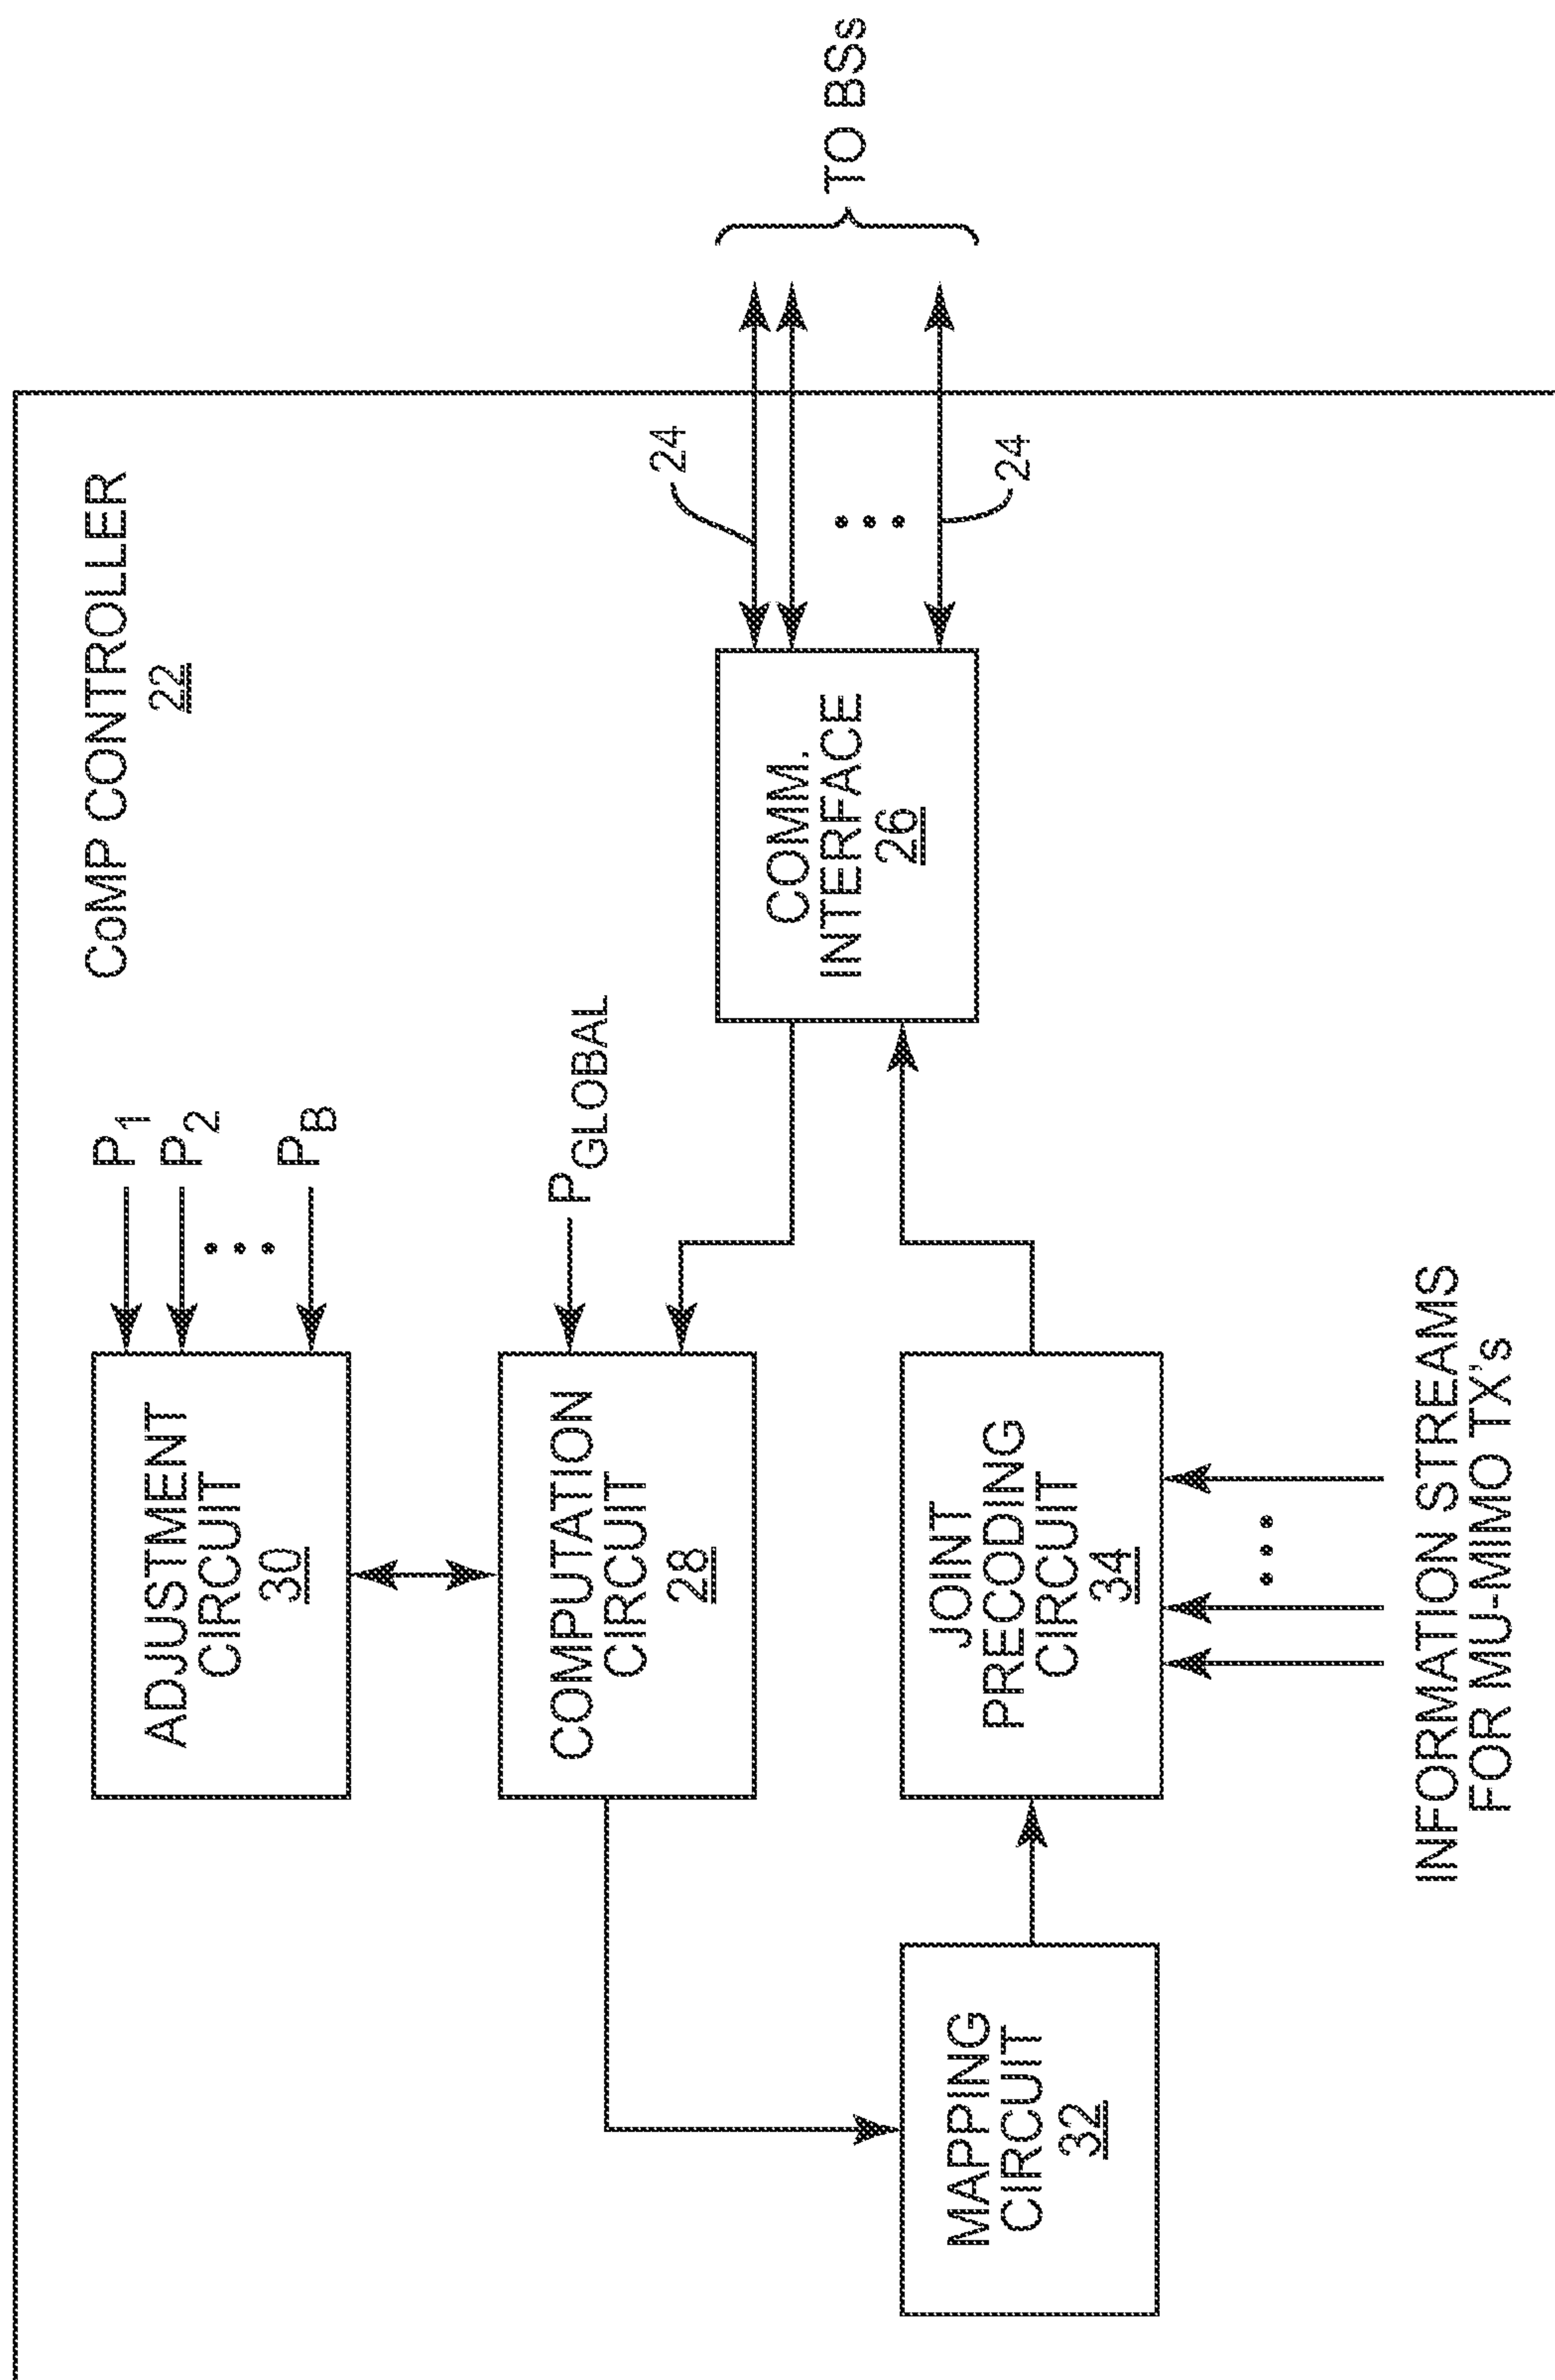 CoMP CONTROLLER
22
P1
P2
PB
ADJUSTMENT
CIRCUIT
30
PGLOBAL
COMPUTATION
CIRCUIT
28
COMM.
INTERFACE
26
24
24
TO BSs
MAPPING
CIRCUIT
32
JOINT
PRECODING
CIRCUIT
34
INFORMATION STREAMS
FOR MU-MIMO TX's